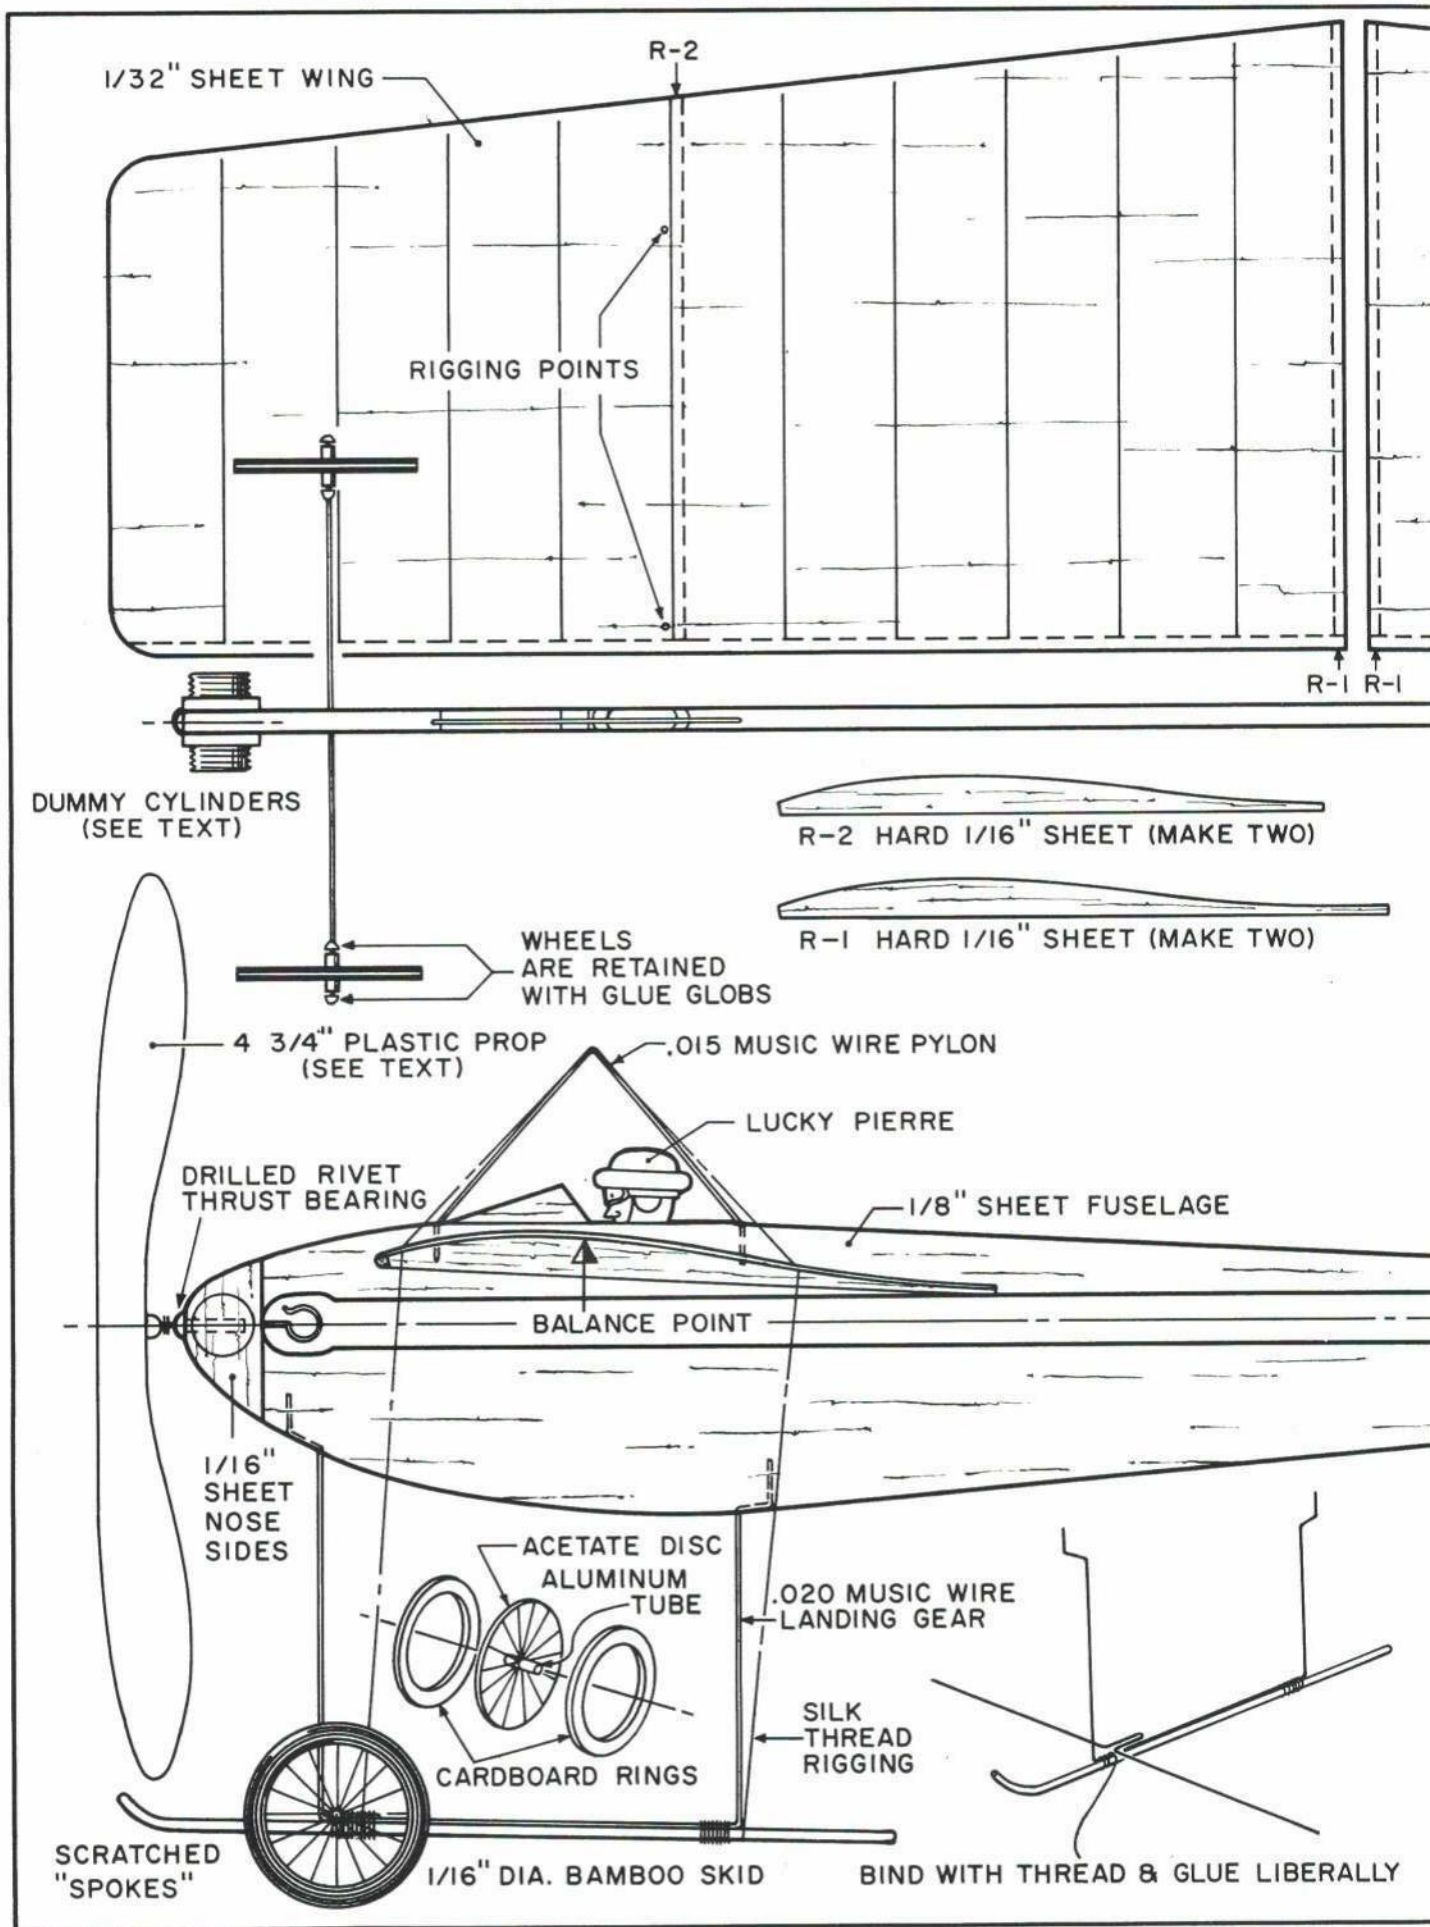 R-2
1/32" SHEET WING
RIGGING POINTS
R-1 R-1
DUMMY CYLINDERS
(SEE TEXT)
R-2 HARD 1/16" SHEET (MAKE TWO)
R-1 HARD 1/16" SHEET (MAKE TWO)
WHEELS
ARE RETAINED
WITH GLUE GLOBS
4 3/4" PLASTIC PROP
(SEE TEXT)
.015 MUSIC WIRE PYLON
LUCKY PIERRE
DRILLED RIVET
THRUST BEARING
1/8" SHEET FUSELAGE
BALANCE POINT
1/16"
SHEET
NOSE
SIDES
ACETATE DISC
ALUMINUM
TUBE
.020 MUSIC WIRE
LANDING GEAR
SILK
THREAD
RIGGING
CARDBOARD RINGS
SCRATCHED
"SPOKES"
1/16" DIA. BAMBOO SKID
BIND WITH THREAD & GLUE LIBERALLY